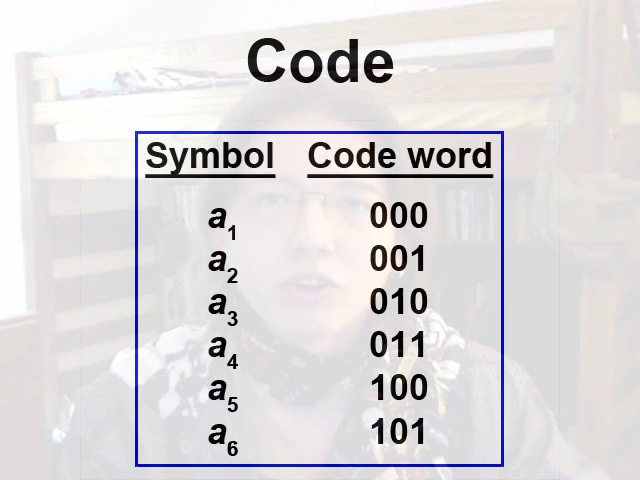 Code
Symbol Code word
a1 000
a2 001
a3 010
a4 011
a5 100
a6 101